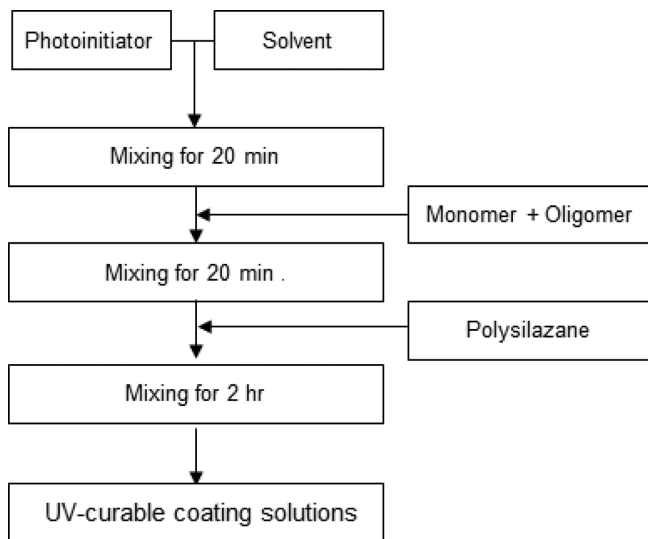 Photoinitiator
Solvent
Mixing for 20 min
Monomer + Oligomer
Mixing for 20 min .
Polysilazane
Mixing for 2 hr
UV-curable coating solutions